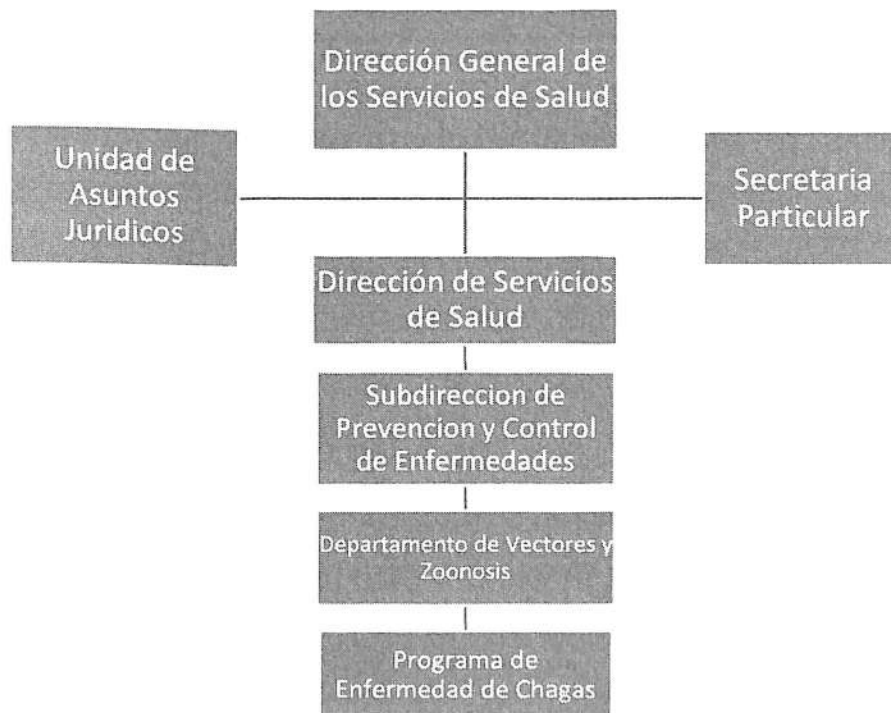 Dirección General de
los Servicios de Salud
Unidad de
Asuntos
Juridicos
Secretaria
Particular
Dirección de Servicios
de Salud
Subdireccion de
Prevencion y Control
de Enfermedades
Departamento de Vectores y
Zoonosis
Programa de
Enfermedad de Chagas